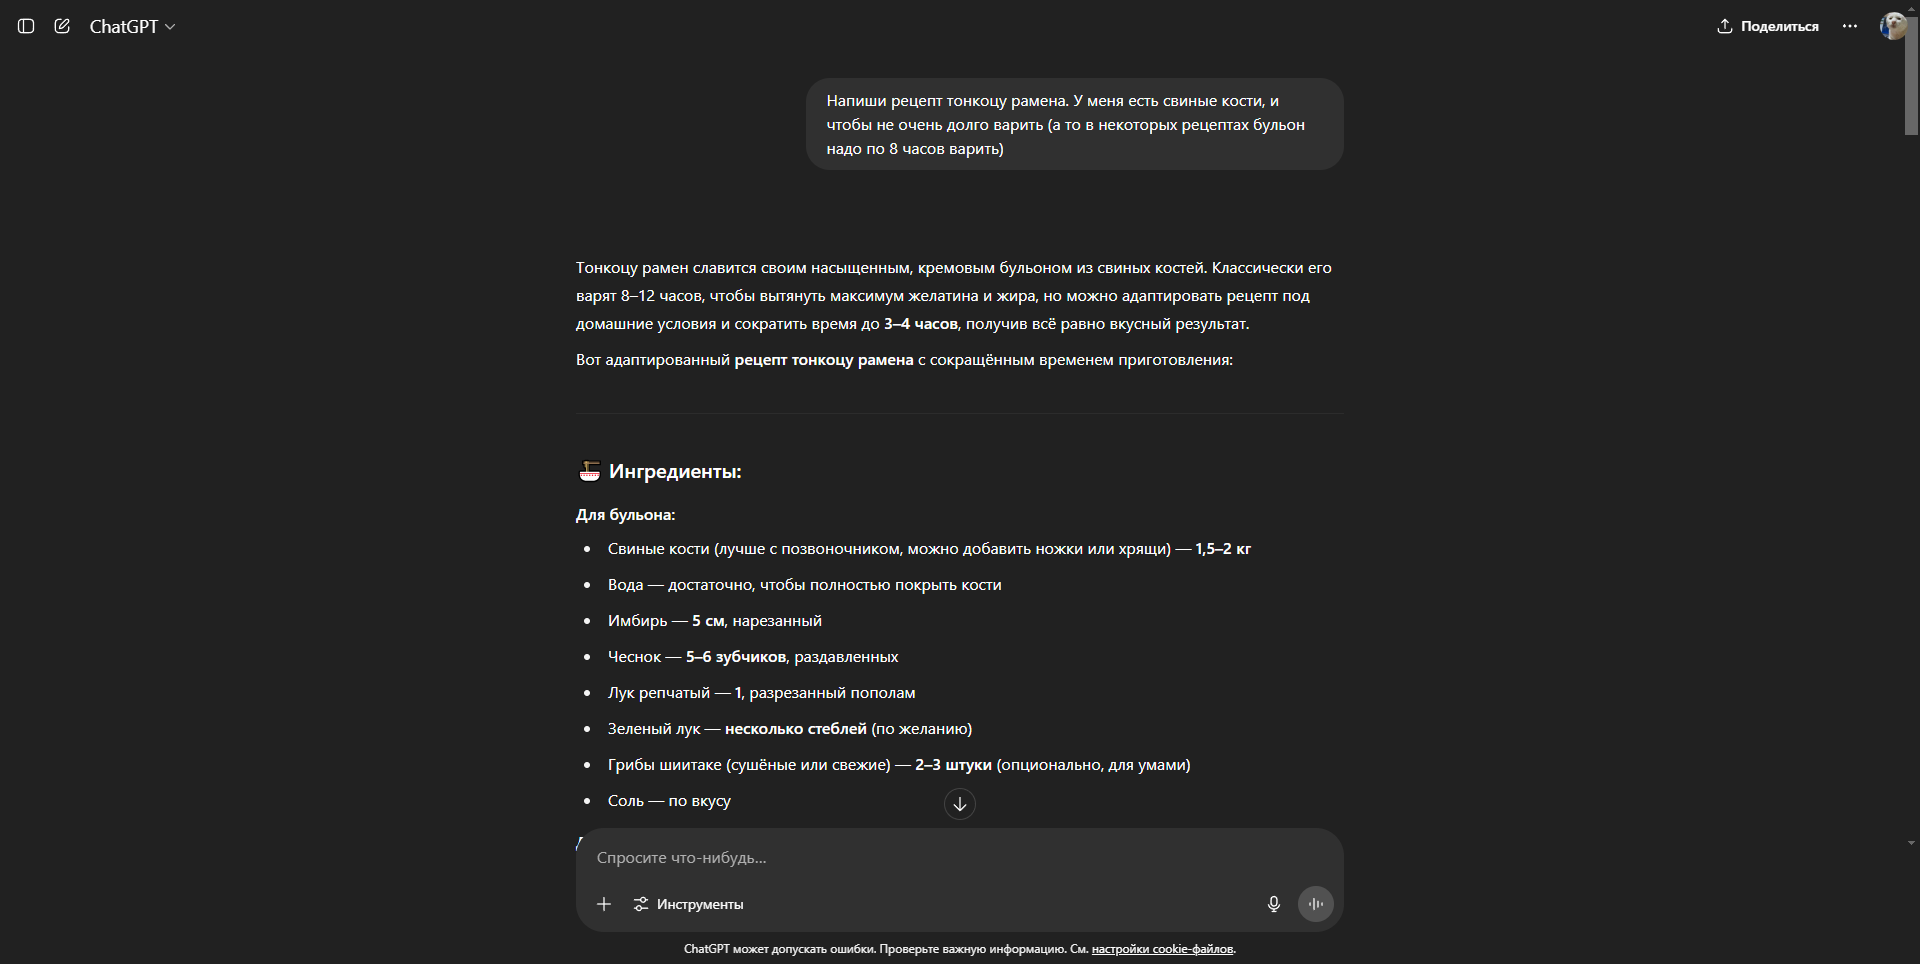 ChatGPT
Поделиться
Напиши рецепт тонкоцу рамена. У меня есть свиные кости, и
чтобы не очень долго варить (а то в некоторых рецептах бульон
надо по 8 часов варить)
Тонкоцу рамен славится своим насыщенным, кремовым бульоном из свиных костей. Классически его
варят 8–12 часов, чтобы вытянуть максимум желатина и жира, но можно адаптировать рецепт под
домашние условия и сократить время до 3–4 часов, получив всё равно вкусный результат.
Вот адаптированный рецепт тонкоцу рамена с сокращённым временем приготовления:
Ингредиенты:
Для бульона:
Свиные кости (лучше с позвоночником, можно добавить ножки или хрящи) — 1,5–2 кг
Вода — достаточно, чтобы полностью покрыть кости
Имбирь — 5 см, нарезанный
Чеснок — 5–6 зубчиков, раздавленных
Лук репчатый — 1, разрезанный пополам
Зеленый лук — несколько стеблей (по желанию)
Грибы шиитаке (сушёные или свежие) — 2–3 штуки (опционально, для умами)
Соль — по вкусу
Спросите что-нибудь...
Инструменты
ChatGPT может допускать ошибки. Проверьте важную информацию. См. настройки cookie-файлов.